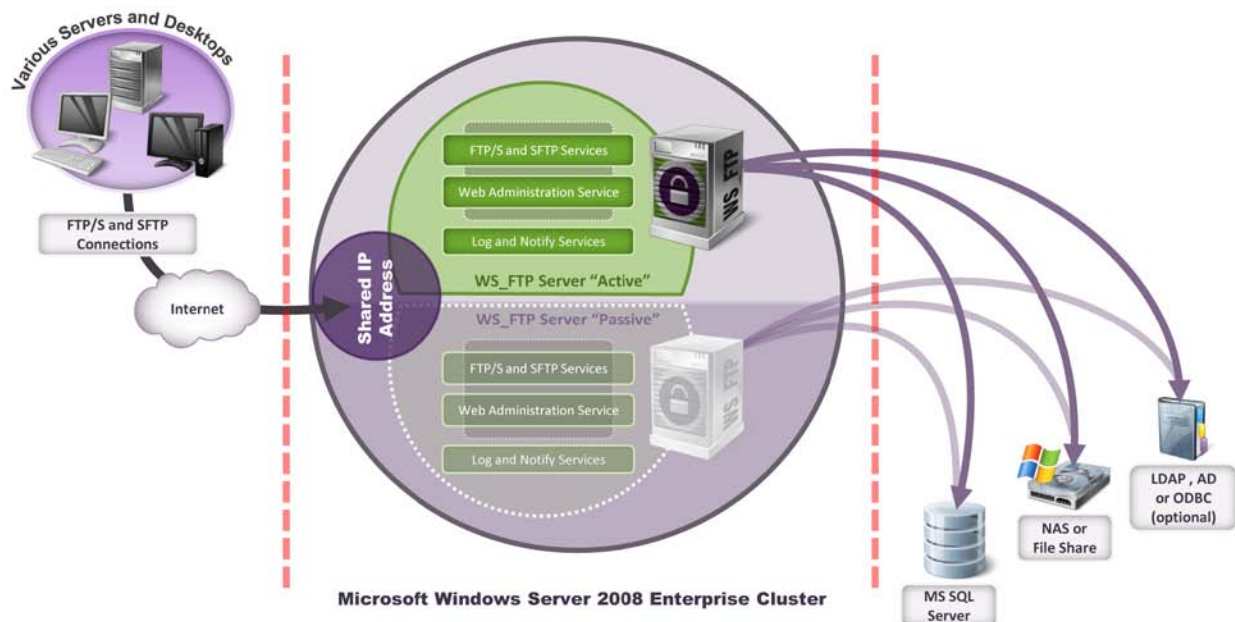 Various Servers and Desktops
FTP/S and SFTP
Connections
Internet
Shared IP
Address
FTP/S and SFTP Services
Web Administration Service
Log and Notify Services
WS_FTP Server “Active”
WS_FTP
WS_FTP Server “Passive”
FTP/S and SFTP Services
Web Administration Service
Log and Notify Services
WS_FTP
LDAP , AD
or ODBC
(optional)
NAS or
File Share
MS SQL
Server
Microsoft Windows Server 2008 Enterprise Cluster